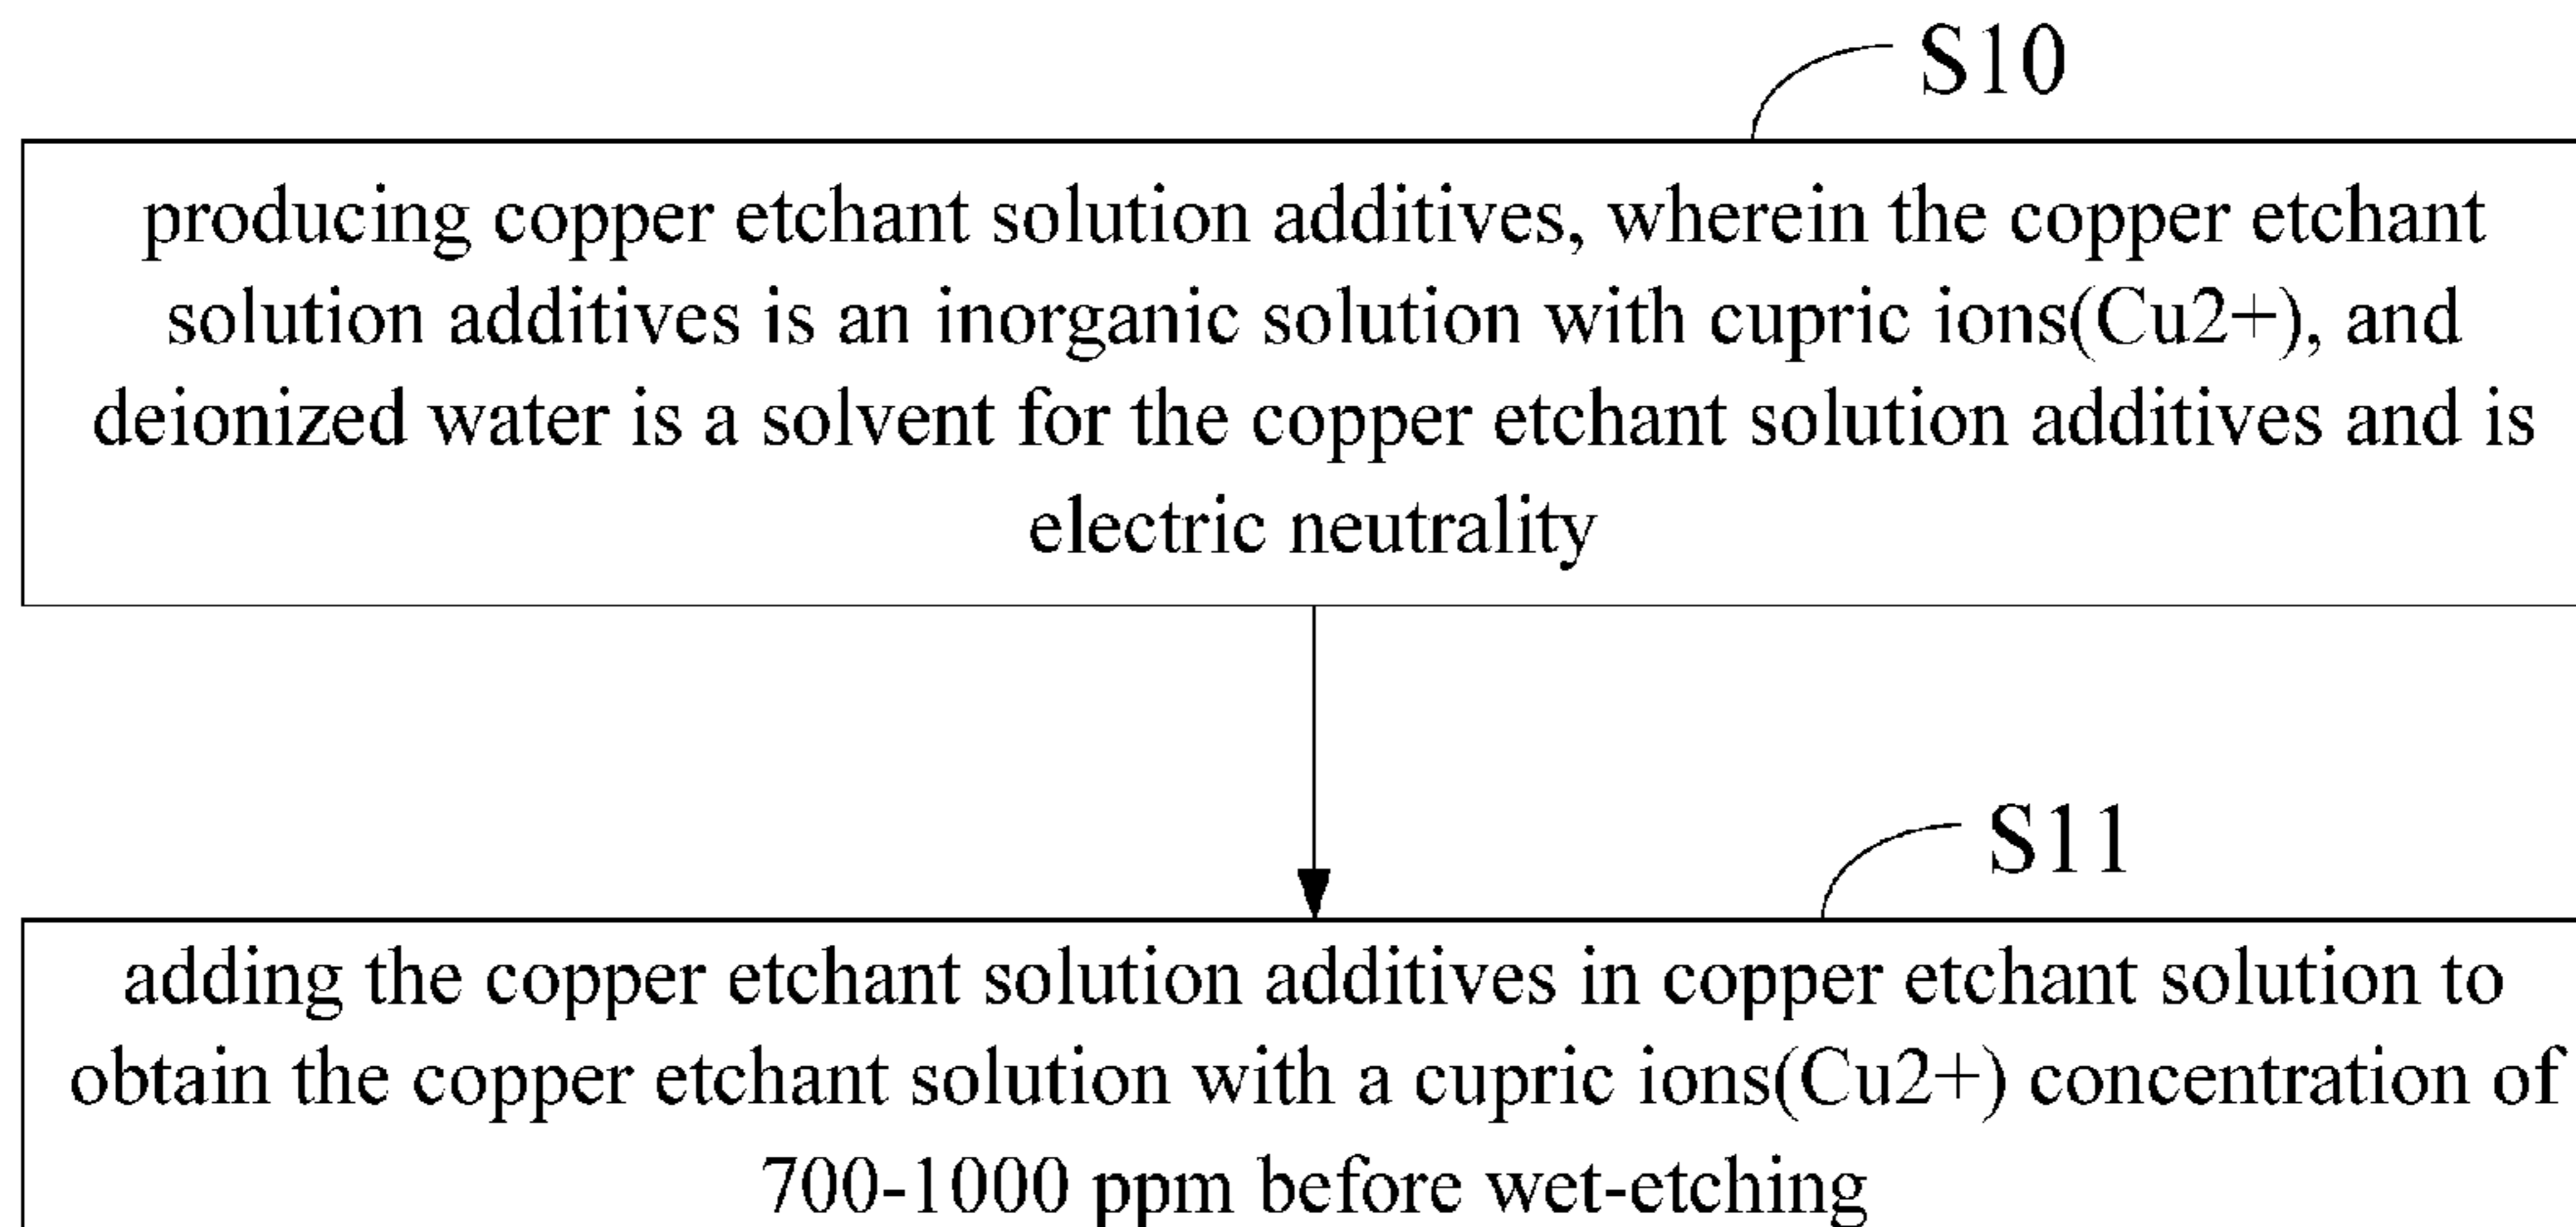 S10
producing copper etchant solution additives, wherein the copper etchant
solution additives is an inorganic solution with cupric ions(Cu2+), and
deionized water is a solvent for the copper etchant solution additives and is
electric neutrality
S11
adding the copper etchant solution additives in copper etchant solution to
obtain the copper etchant solution with a cupric ions(Cu2+) concentration of
700-1000 ppm before wet-etching